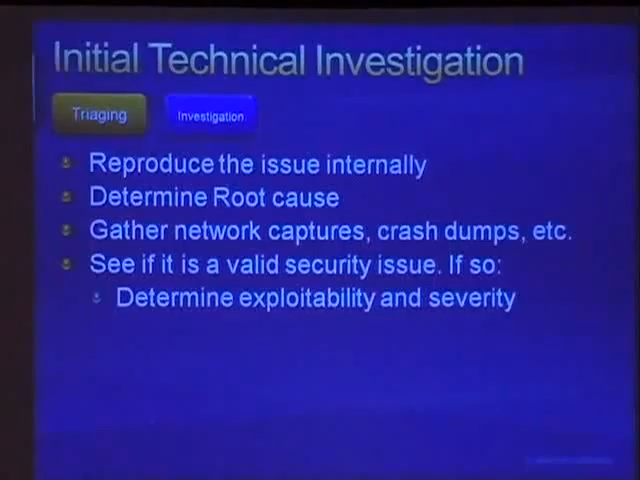 Initial Technical Investigation
Triaging
Investigation
Reproduce the issue internally
Determine Root cause
Gather network captures, crash dumps, etc.
See if it is a valid security issue. If so:
Determine exploitability and severity